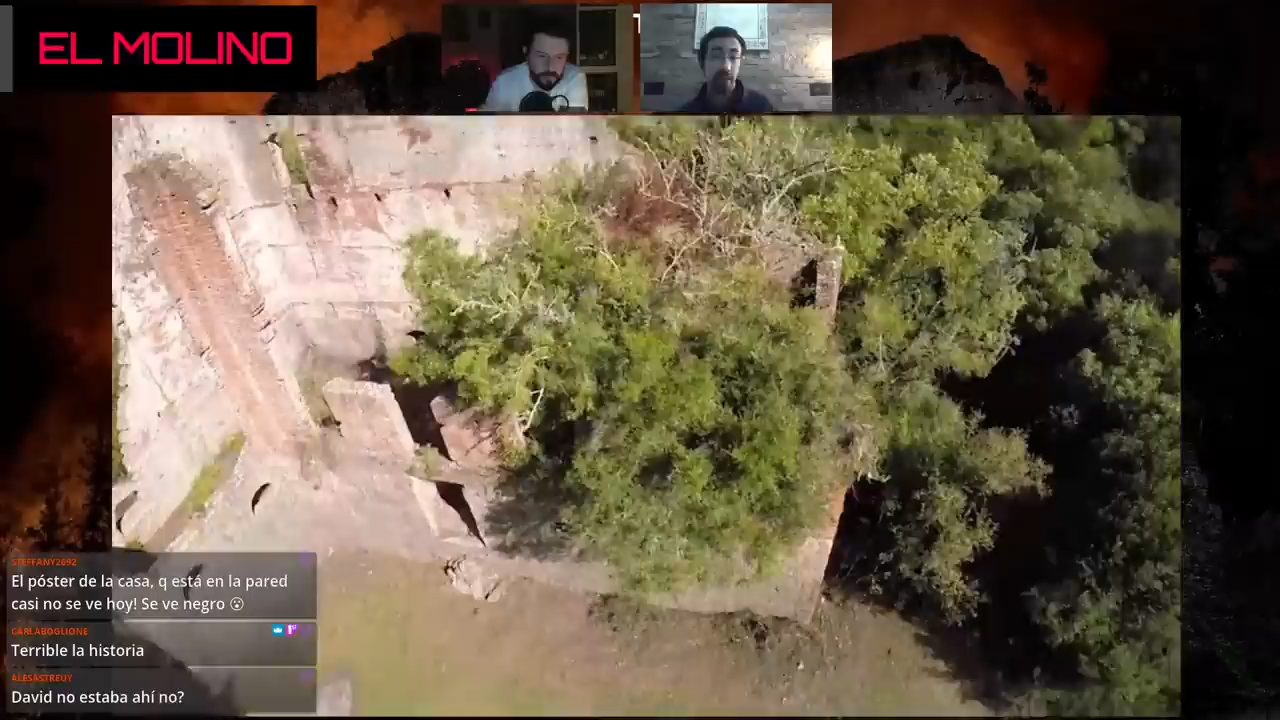 EL MOLINO
STEFFANY2692
El póster de la casa, q está en la pared
casi no se ve hoy! Se ve negro 😮
CARLABOGLIONE
Terrible la historia
ALESASTREUY
David no estaba ahí no?